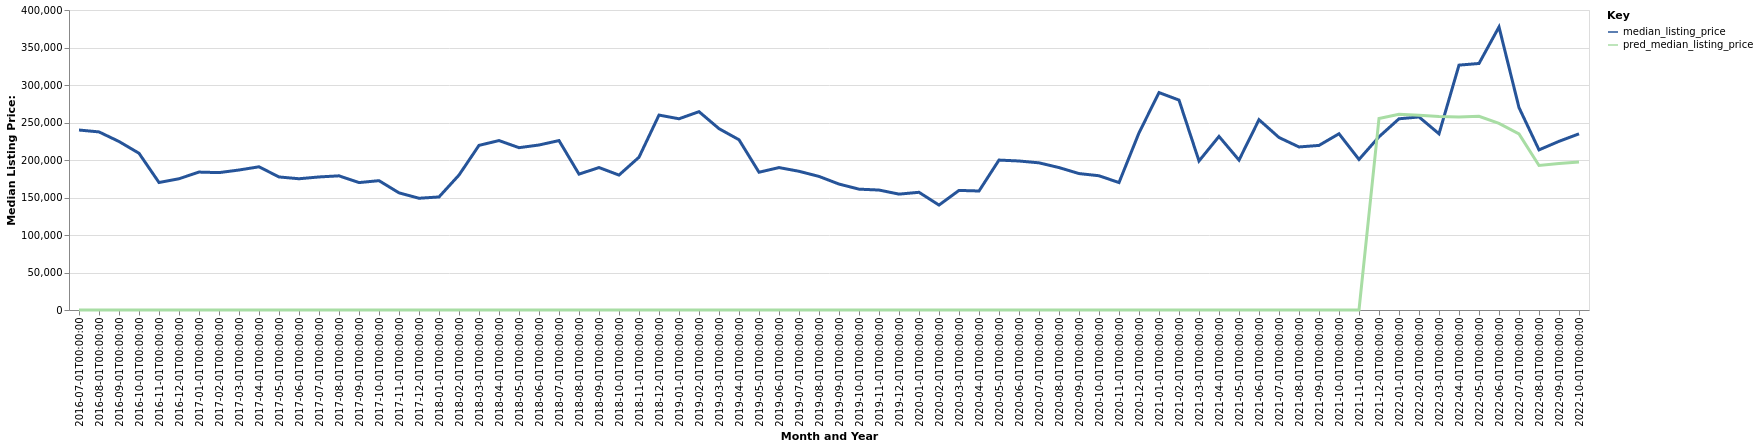 400,000
350,000
300,000
250,000
200,000
150,000
100,000
50,000
0
Median Listing Price:
2016-07-01T00:00:00
2016-08-01T00:00:00
2016-09-01T00:00:00
2016-10-01T00:00:00
2016-11-01T00:00:00
2016-12-01T00:00:00
2017-01-01T00:00:00
2017-02-01T00:00:00
2017-03-01T00:00:00
2017-04-01T00:00:00
2017-05-01T00:00:00
2017-06-01T00:00:00
2017-07-01T00:00:00
2017-08-01T00:00:00
2017-09-01T00:00:00
2017-10-01T00:00:00
2017-11-01T00:00:00
2017-12-01T00:00:00
2018-01-01T00:00:00
2018-02-01T00:00:00
2018-03-01T00:00:00
2018-04-01T00:00:00
2018-05-01T00:00:00
2018-06-01T00:00:00
2018-07-01T00:00:00
2018-08-01T00:00:00
2018-09-01T00:00:00
2018-10-01T00:00:00
2018-11-01T00:00:00
2018-12-01T00:00:00
2019-01-01T00:00:00
2019-02-01T00:00:00
2019-03-01T00:00:00
2019-04-01T00:00:00
2019-05-01T00:00:00
2019-06-01T00:00:00
2019-07-01T00:00:00
2019-08-01T00:00:00
2019-09-01T00:00:00
2019-10-01T00:00:00
2019-11-01T00:00:00
2019-12-01T00:00:00
2020-01-01T00:00:00
2020-02-01T00:00:00
2020-03-01T00:00:00
2020-04-01T00:00:00
2020-05-01T00:00:00
2020-06-01T00:00:00
2020-07-01T00:00:00
2020-08-01T00:00:00
2020-09-01T00:00:00
2020-10-01T00:00:00
2020-11-01T00:00:00
2020-12-01T00:00:00
2021-01-01T00:00:00
2021-02-01T00:00:00
2021-03-01T00:00:00
2021-04-01T00:00:00
2021-05-01T00:00:00
2021-06-01T00:00:00
2021-07-01T00:00:00
2021-08-01T00:00:00
2021-09-01T00:00:00
2021-10-01T00:00:00
2021-11-01T00:00:00
2021-12-01T00:00:00
2022-01-01T00:00:00
2022-02-01T00:00:00
2022-03-01T00:00:00
2022-04-01T00:00:00
2022-05-01T00:00:00
2022-06-01T00:00:00
2022-07-01T00:00:00
2022-08-01T00:00:00
2022-09-01T00:00:00
2022-10-01T00:00:00
Month and Year
Key
median_listing_price
pred_median_listing_price